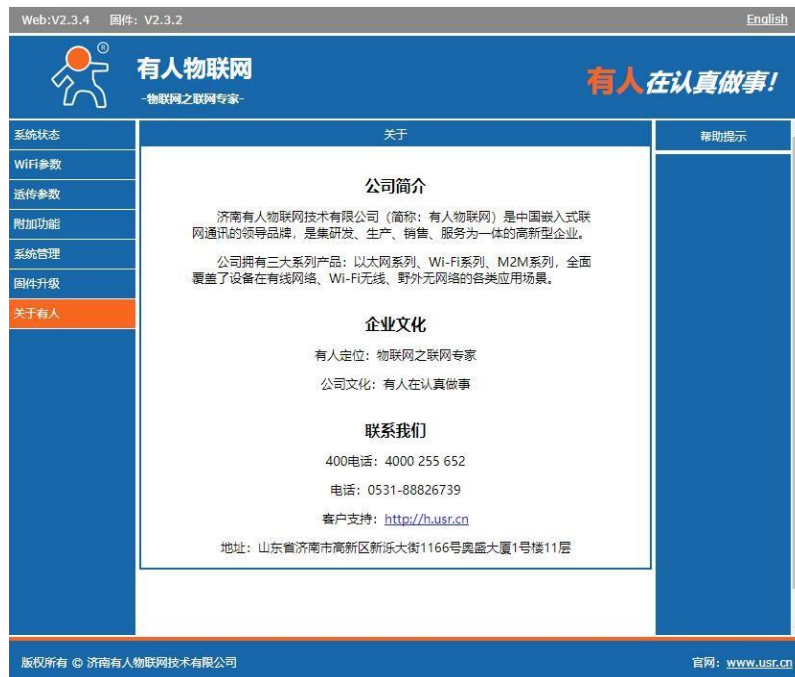 Web:V2.3.4 固件: V2.3.2
English
®
有人物联网
-物联网之联网专家-
有人在认真做事!
系统状态
WiFi参数
透传参数
附加功能
系统管理
固件升级
关于有人
关于
公司简介
济南有人物联网技术有限公司（简称：有人物联网）是中国嵌入式联
网通讯的领导品牌，是集研发、生产、销售、服务为一体的高新型企业。
公司拥有三大系列产品：以太网系列、Wi-Fi系列、M2M系列，全面
覆盖了设备在有线网络、Wi-Fi无线、野外无网络的各类应用场景。
企业文化
有人定位：物联网之联网专家
公司文化：有人在认真做事
联系我们
400电话：4000 255 652
电话：0531-88826739
客户支持：http://h.usr.cn
地址：山东省济南市高新区新泺大街1166号奥盛大厦1号楼11层
帮助提示
版权所有 © 济南有人物联网技术有限公司
官网：www.usr.cn